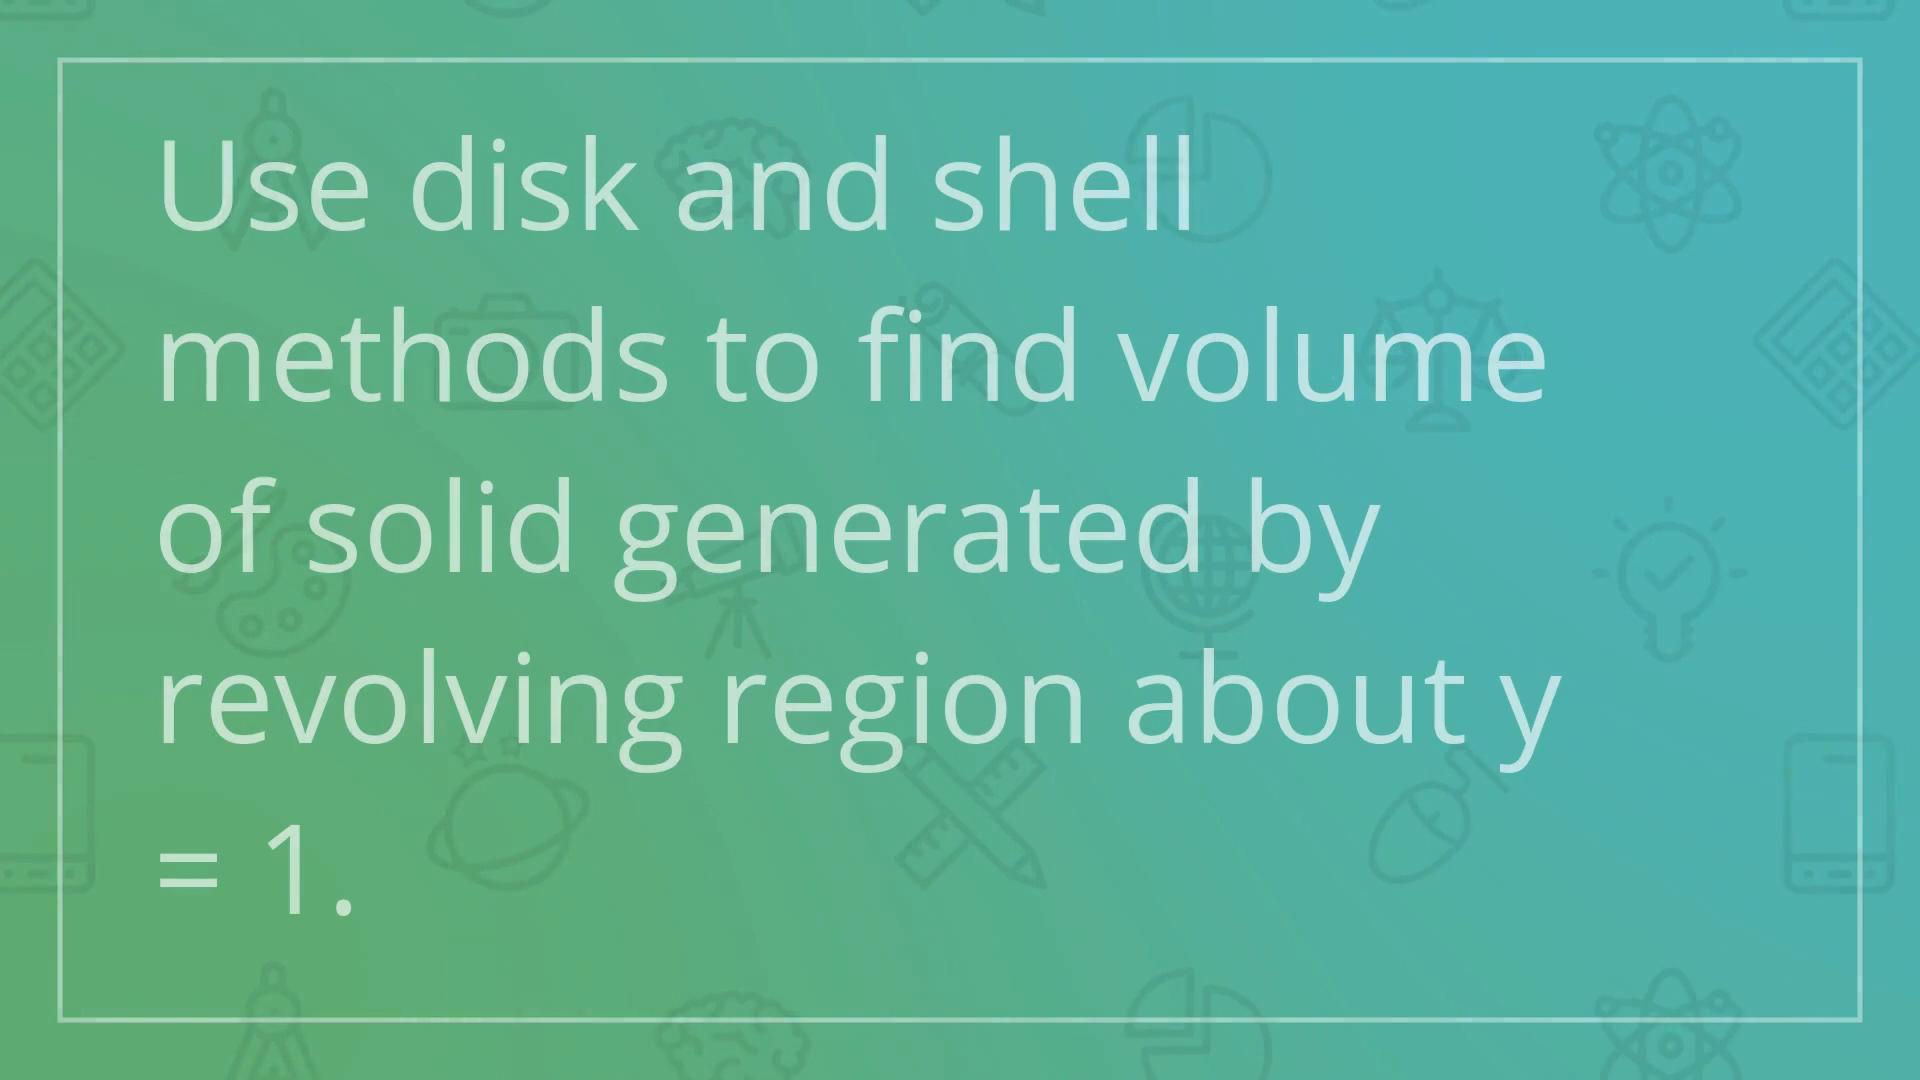 Use disk and shell
methods to find volume
of solid generated by
revolving region about y
= 1.